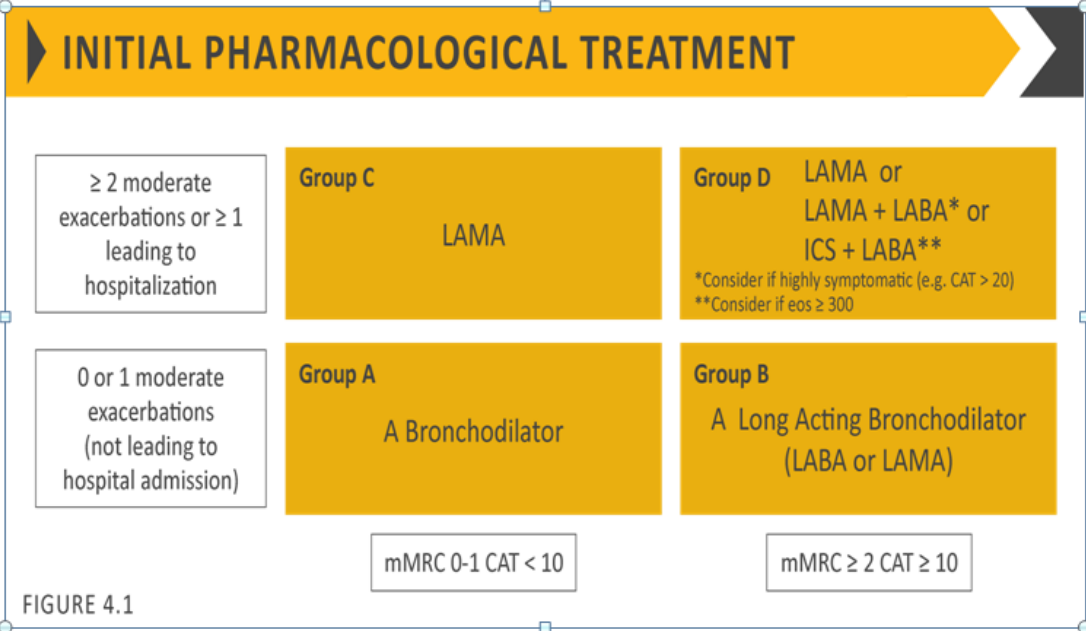 INITIAL PHARMACOLOGICAL TREATMENT
≥ 2 moderate
exacerbations or ≥ 1
leading to
hospitalization
Group C
LAMA
Group D
LAMA or
LAMA + LABA* or
ICS + LABA**
*Consider if highly symptomatic (e.g. CAT > 20)
**Consider if eos ≥ 300
0 or 1 moderate
exacerbations
(not leading to
hospital admission)
Group A
A Bronchodilator
Group B
A Long Acting Bronchodilator
(LABA or LAMA)
mMRC 0-1 CAT < 10
mMRC ≥ 2 CAT ≥ 10
FIGURE 4.1